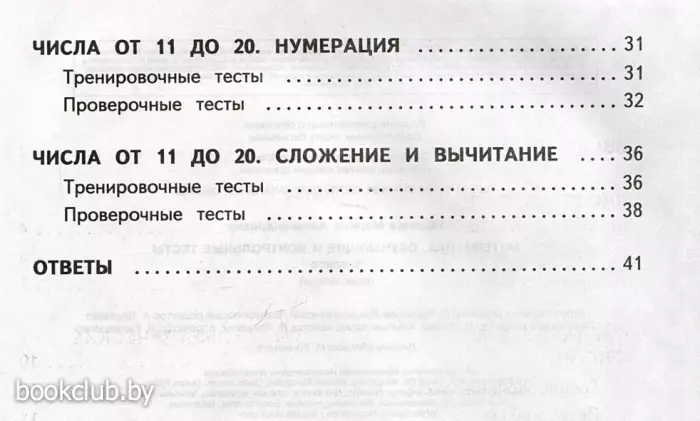 ЧИСЛА ОТ 11 ДО 20. НУМЕРАЦИЯ ........................ 31
Тренировочные тесты ........................ 31
Проверочные тесты ........................ 32
ЧИСЛА ОТ 11 ДО 20. СЛОЖЕНИЕ И ВЫЧИТАНИЕ .... 36
Тренировочные тесты ........................ 36
Проверочные тесты ........................ 38
ОТВЕТЫ ........................ 41
bookclub.by